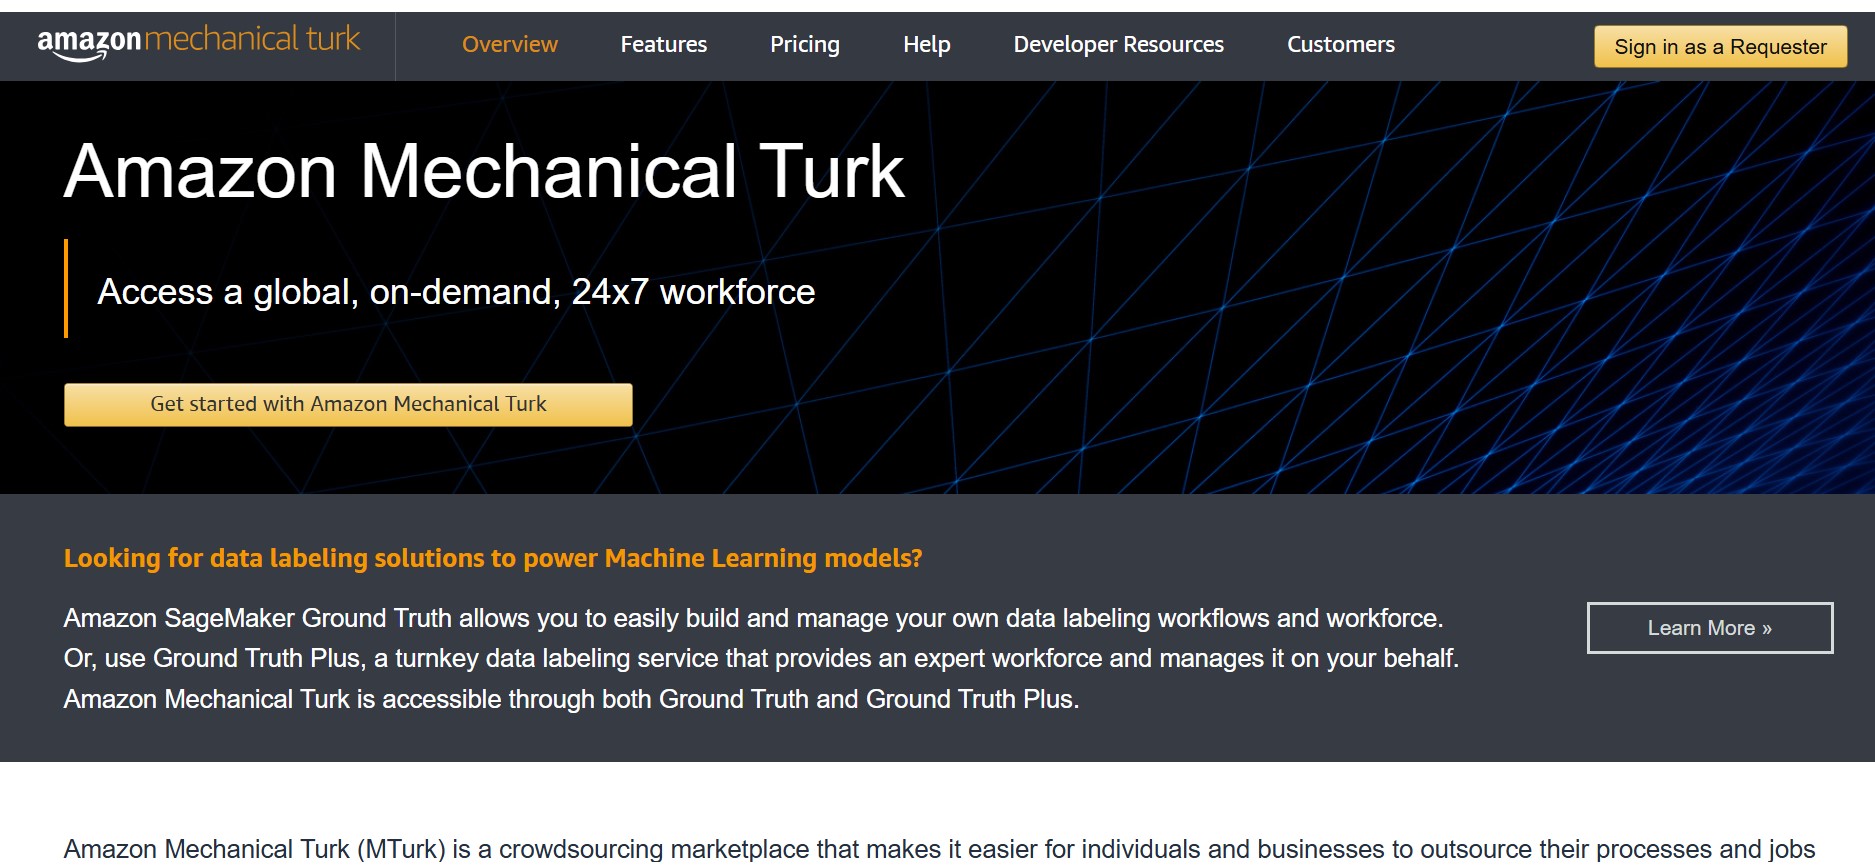 amazon mechanical turk
Overview
Features
Pricing
Help
Developer Resources
Customers
Sign in as a Requester
Amazon Mechanical Turk
Access a global, on-demand, 24x7 workforce
Get started with Amazon Mechanical Turk
Looking for data labeling solutions to power Machine Learning models?
Amazon SageMaker Ground Truth allows you to easily build and manage your own data labeling workflows and workforce.
Or, use Ground Truth Plus, a turnkey data labeling service that provides an expert workforce and manages it on your behalf.
Amazon Mechanical Turk is accessible through both Ground Truth and Ground Truth Plus.
Learn More »
Amazon Mechanical Turk (MTurk) is a crowdsourcing marketplace that makes it easier for individuals and businesses to outsource their processes and jobs